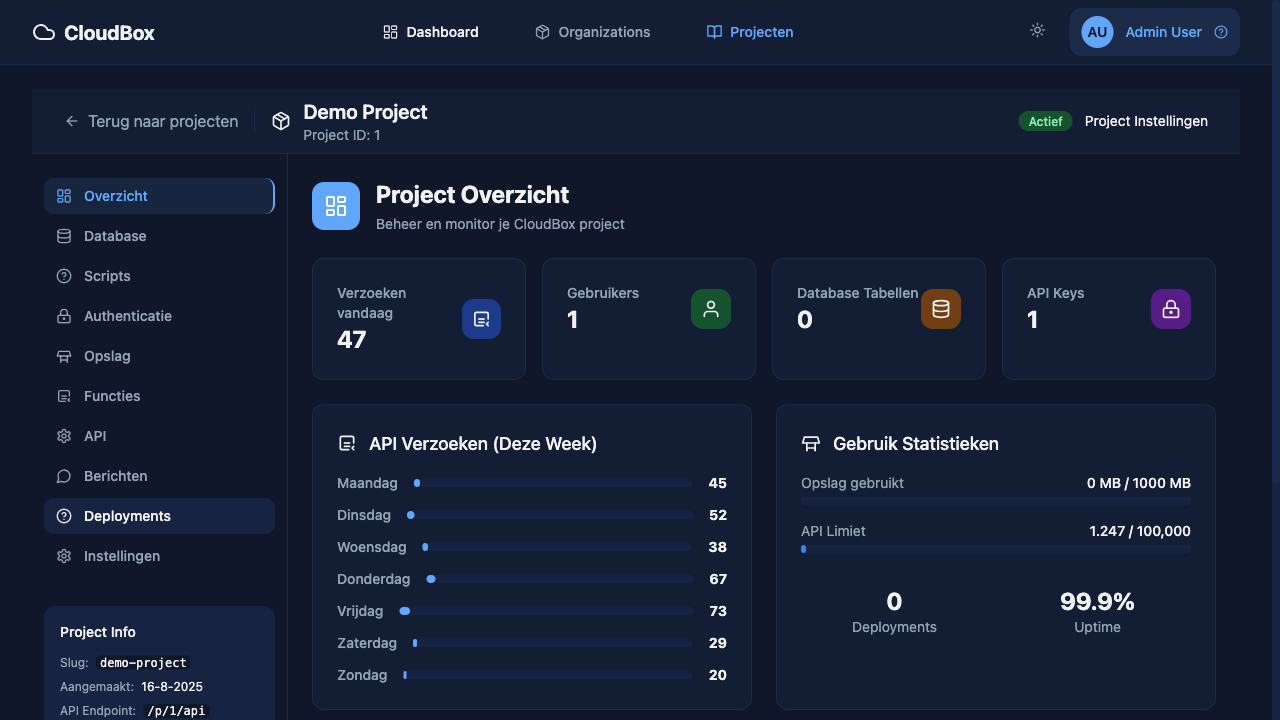 CloudBox
Dashboard
Organizations
Projecten
AU
Admin User
Terug naar projecten
Demo Project
Project ID: 1
Actief
Project Instellingen
Overzicht
Database
Scripts
Authenticatie
Opslag
Functies
API
Berichten
Deployments
Instellingen
Project Info
Slug: demo-project
Aangemaakt: 16-8-2025
API Endpoint: /p/1/api
Project Overzicht
Beheer en monitor je CloudBox project
Verzoeken
vandaag
47
Gebruikers
1
Database Tabellen
0
API Keys
1
API Verzoeken (Deze Week)
Maandag 45
Dinsdag 52
Woensdag 38
Donderdag 67
Vrijdag 73
Zaterdag 29
Zondag 20
Gebruik Statistieken
Opslag gebruikt 0 MB / 1000 MB
API Limiet 1.247 / 100,000
0
Deployments
99.9%
Uptime